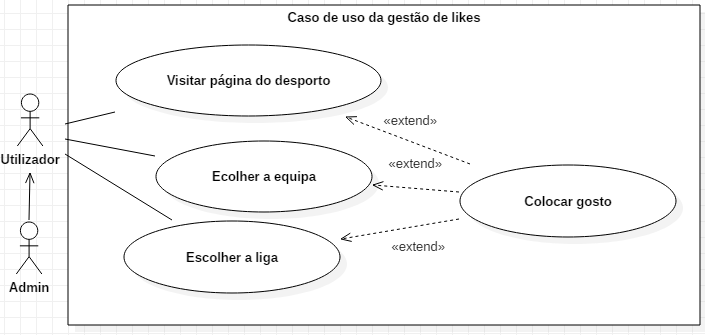 Caso de uso da gestão de likes
Visitar página do desporto
«extend»
Utilizador
«extend»
Ecolher a equipa
Colocar gosto
«extend»
Escolher a liga
Admin